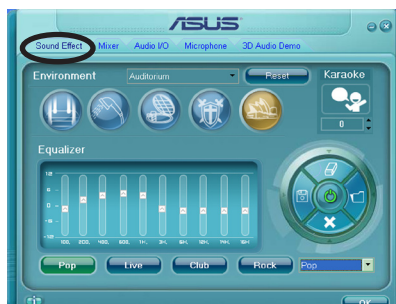 ASUS
Sound Effect Mixer Audio I/O Microphone 3D Audio Demo
Environment Auditorium Reset Karaoke
0
Equalizer
Pop Live Club Rock Pop
OK